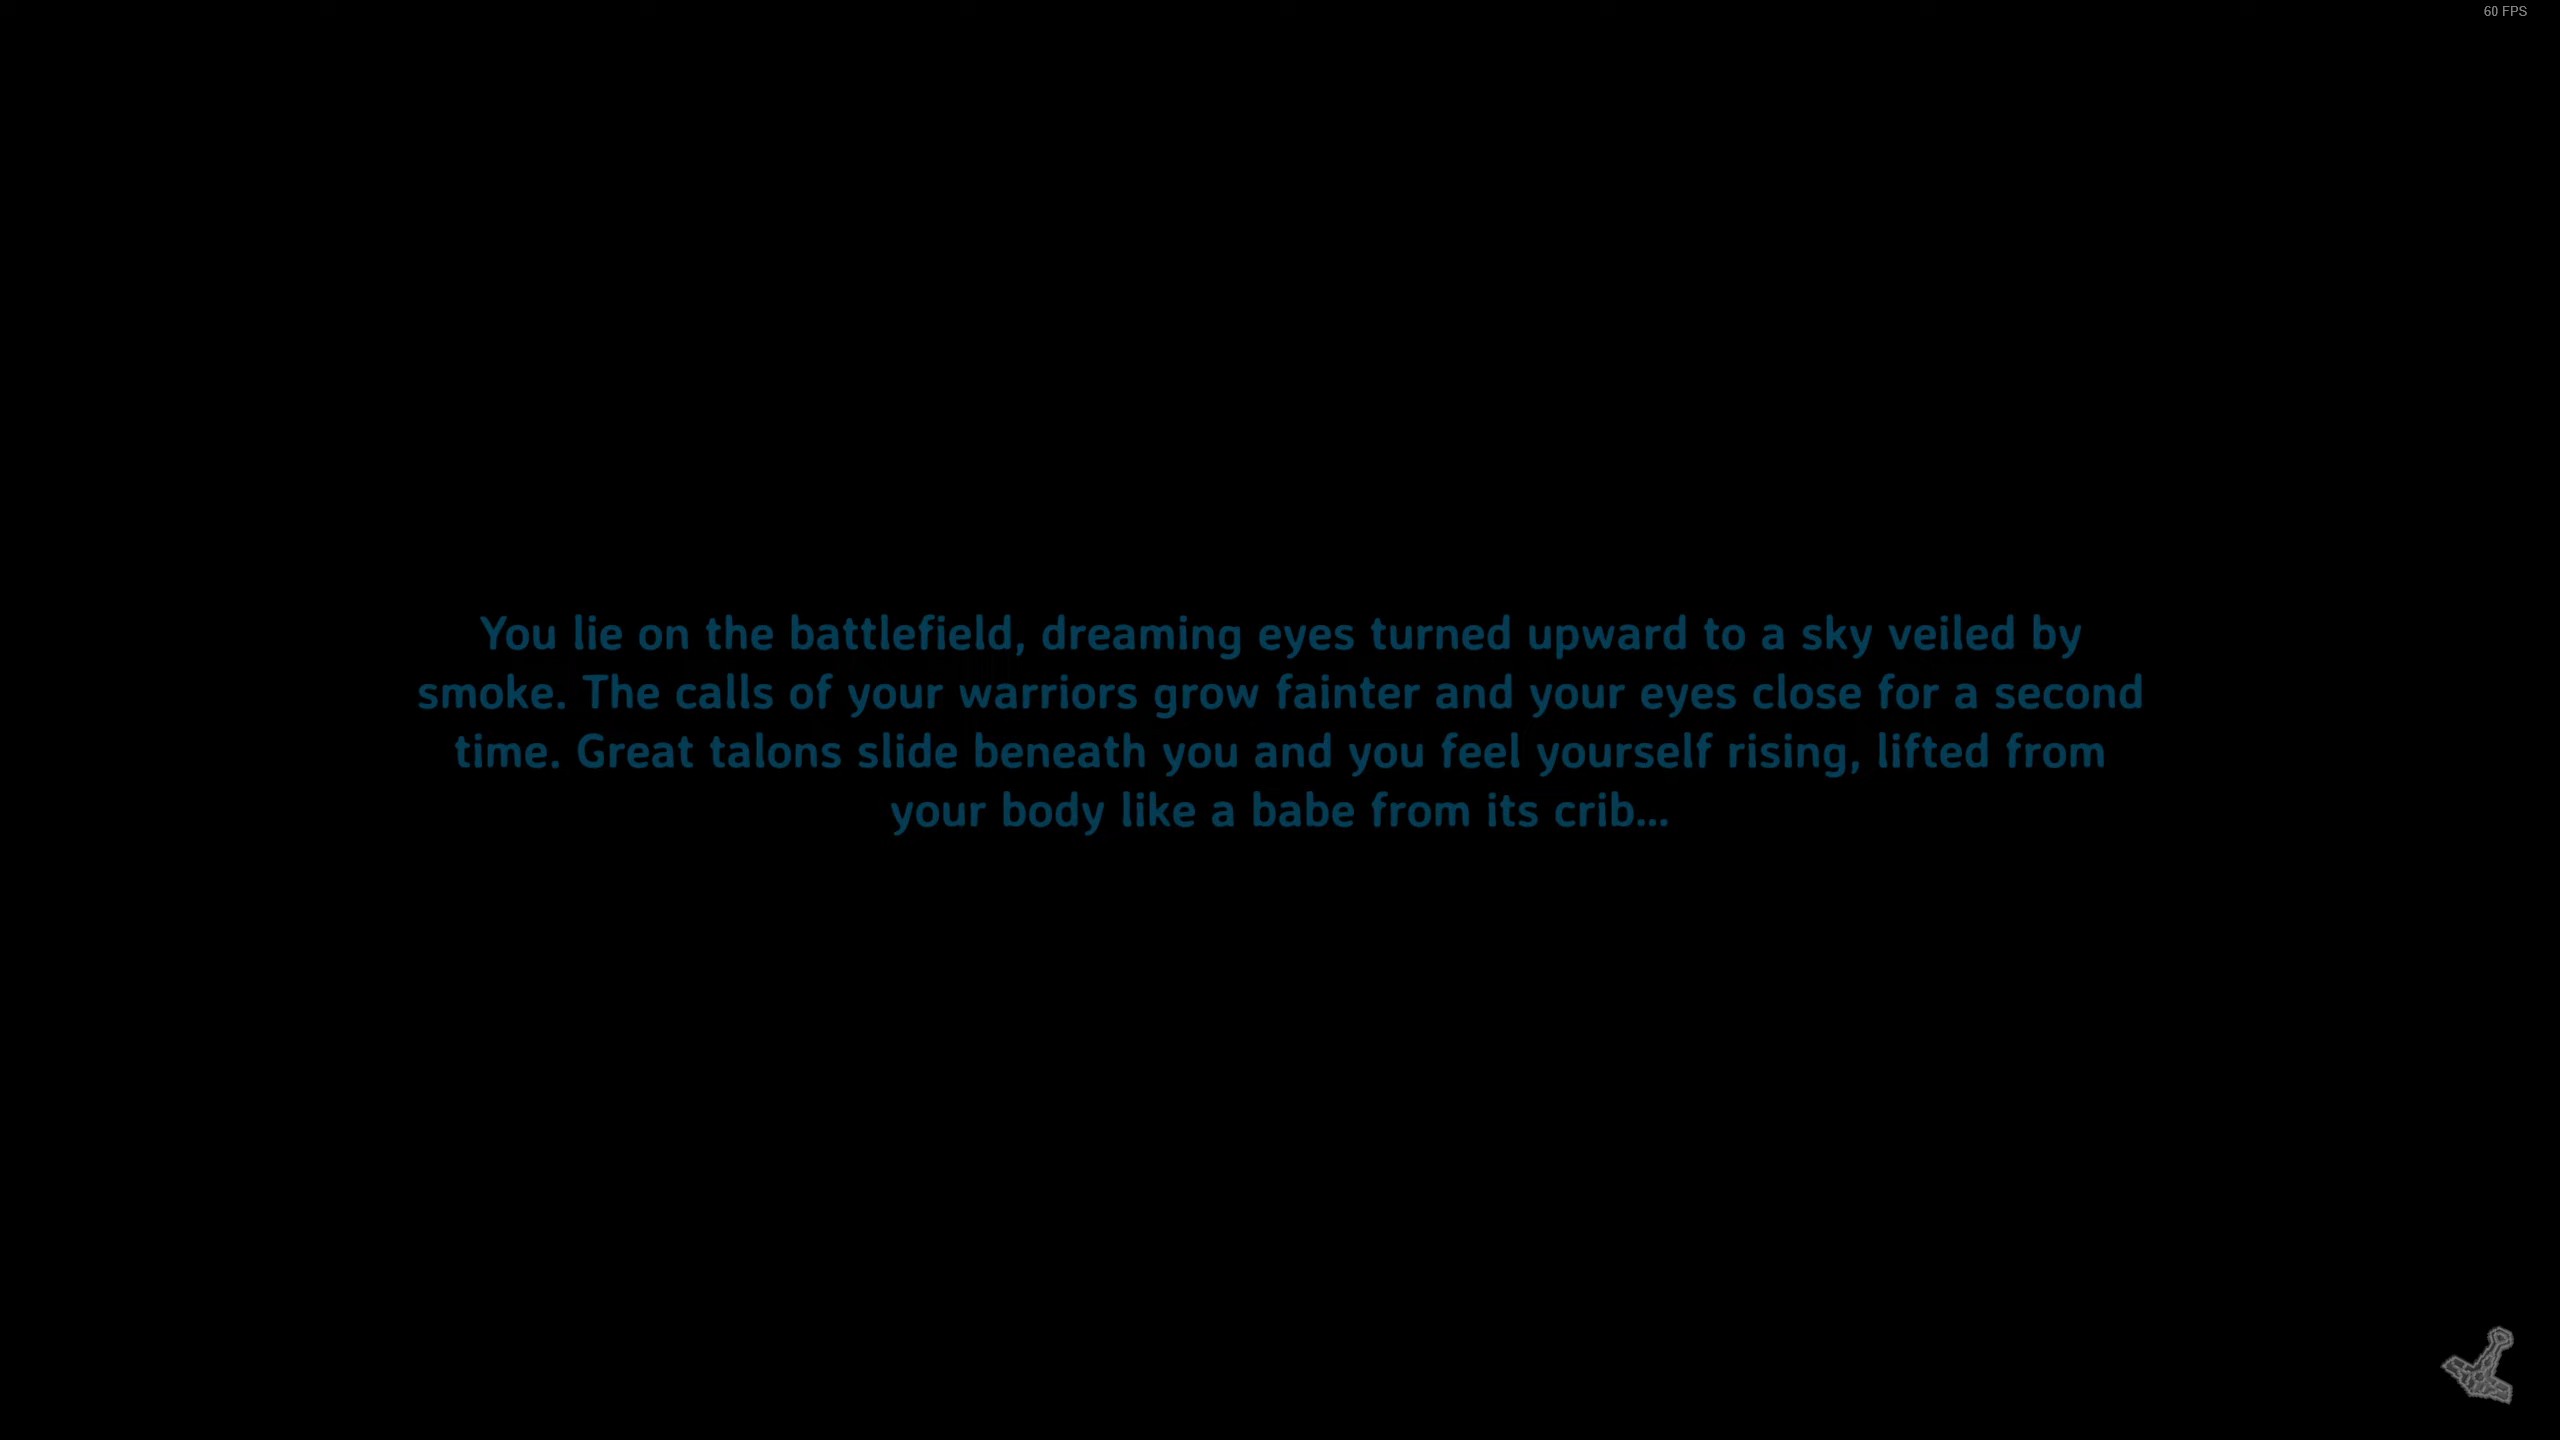 60 FPS
You lie on the battlefield, dreaming eyes turned upward to a sky veiled by
smoke. The calls of your warriors grow fainter and your eyes close for a second
time. Great talons slide beneath you and you feel yourself rising, lifted from
your body like a babe from its crib...